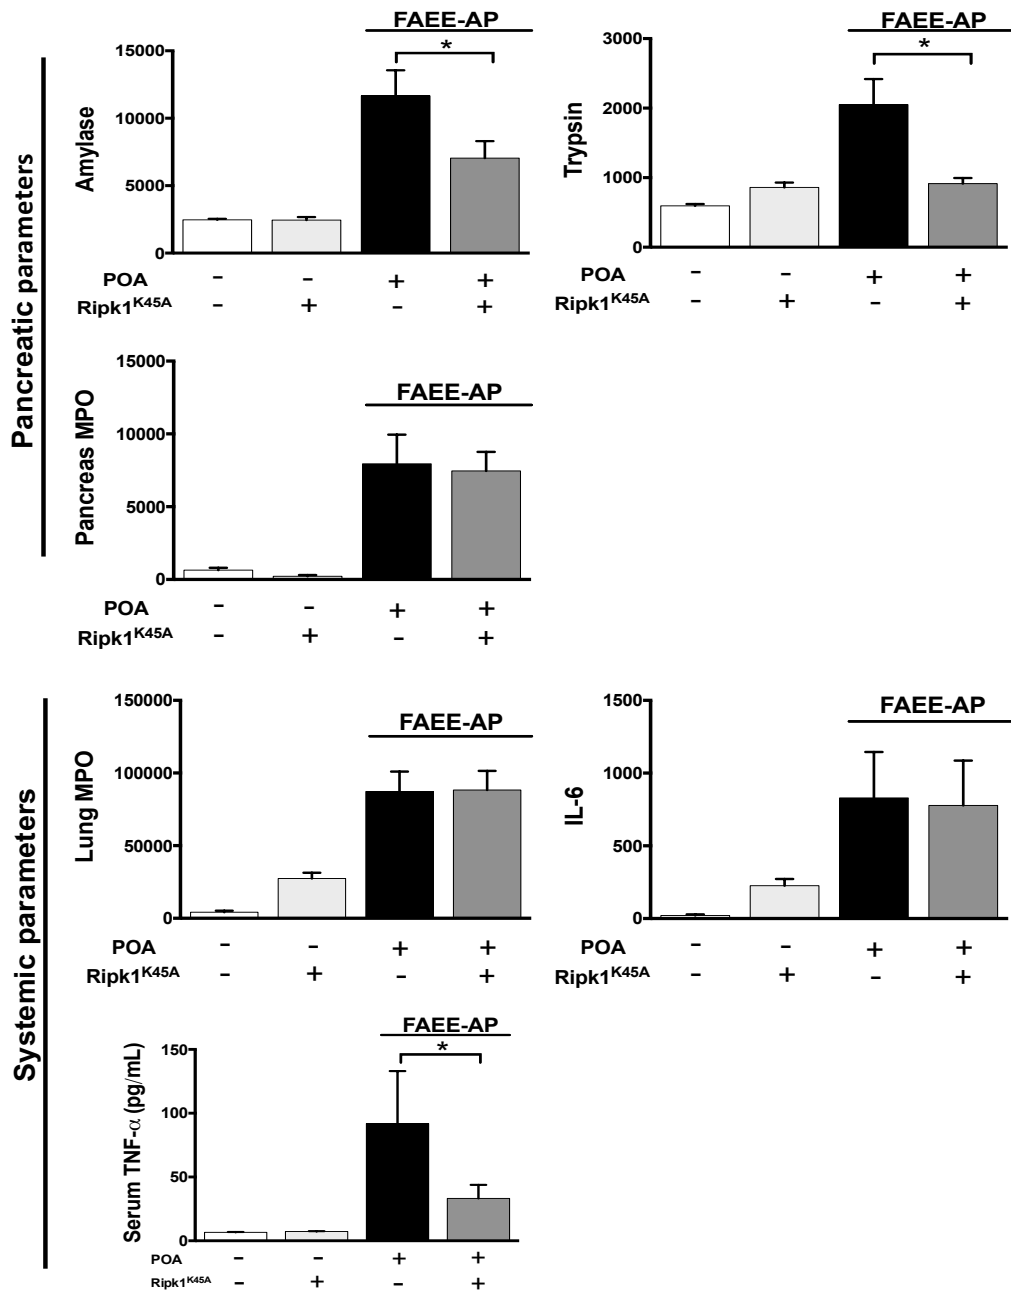 Pancreatic parameters
FAEE-AP
*
Amylase
15000
10000
5000
0
POA - - + +
Ripk1K45A - + - +
FAEE-AP
*
Trypsin
3000
2000
1000
0
- - + +
- + - +
FAEE-AP
Pancreas MPO
15000
10000
5000
0
POA - - + +
Ripk1K45A - + - +
Systemic parameters
FAEE-AP
Lung MPO
150000
100000
50000
0
POA - - + +
Ripk1K45A - + - +
FAEE-AP
IL-6
1500
1000
500
0
POA - - + +
Ripk1K45A - + - +
FAEE-AP
*
Serum TNF-α (pg/mL)
150
100
50
0
POA - - + +
Ripk1K45A - + - +